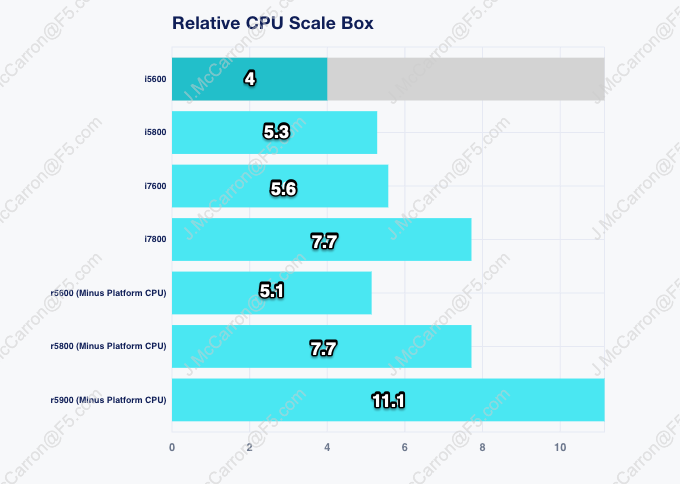 Relative CPU Scale Box
i5600
4
i5800
5.3
i7600
5.6
i7800
7.7
r5600 (Minus Platform CPU)
5.1
r5800 (Minus Platform CPU)
7.7
r5900 (Minus Platform CPU)
11.1
0 2 4 6 8 10
J.McCarron@F5.com
J.McCarron@F5.com
J.McCarron@F5.com
J.McCarron@F5.com
J.McCarron@F5.com
J.McCarron@F5.com
J.McCarron@F5.com
J.McCarron@F5.com
J.McCarron@F5.com